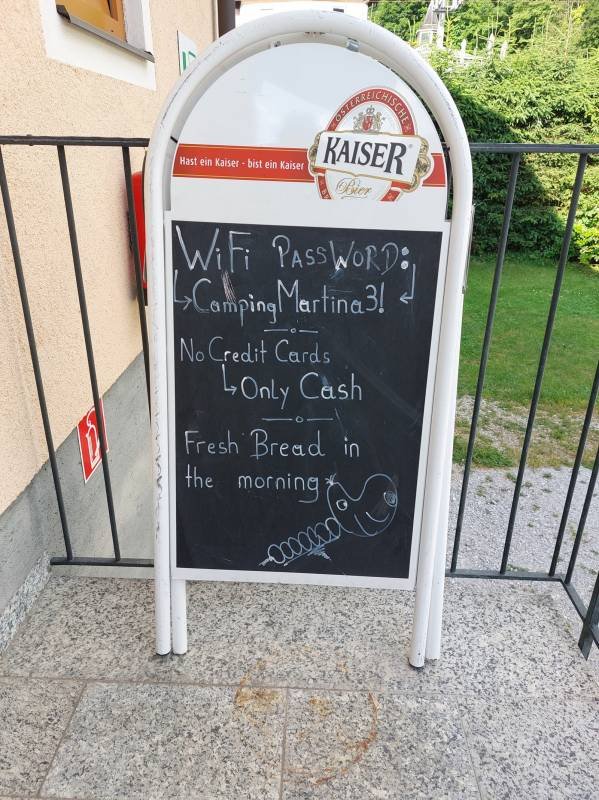 ÖSTERREICHISCHE
KAISER
Bier
Hast ein Kaiser - bist ein Kaiser
WiFi PASSWORD:
↳CampingMartina3! ↲
No Credit Cards
↳Only Cash
Fresh Bread in
the morning